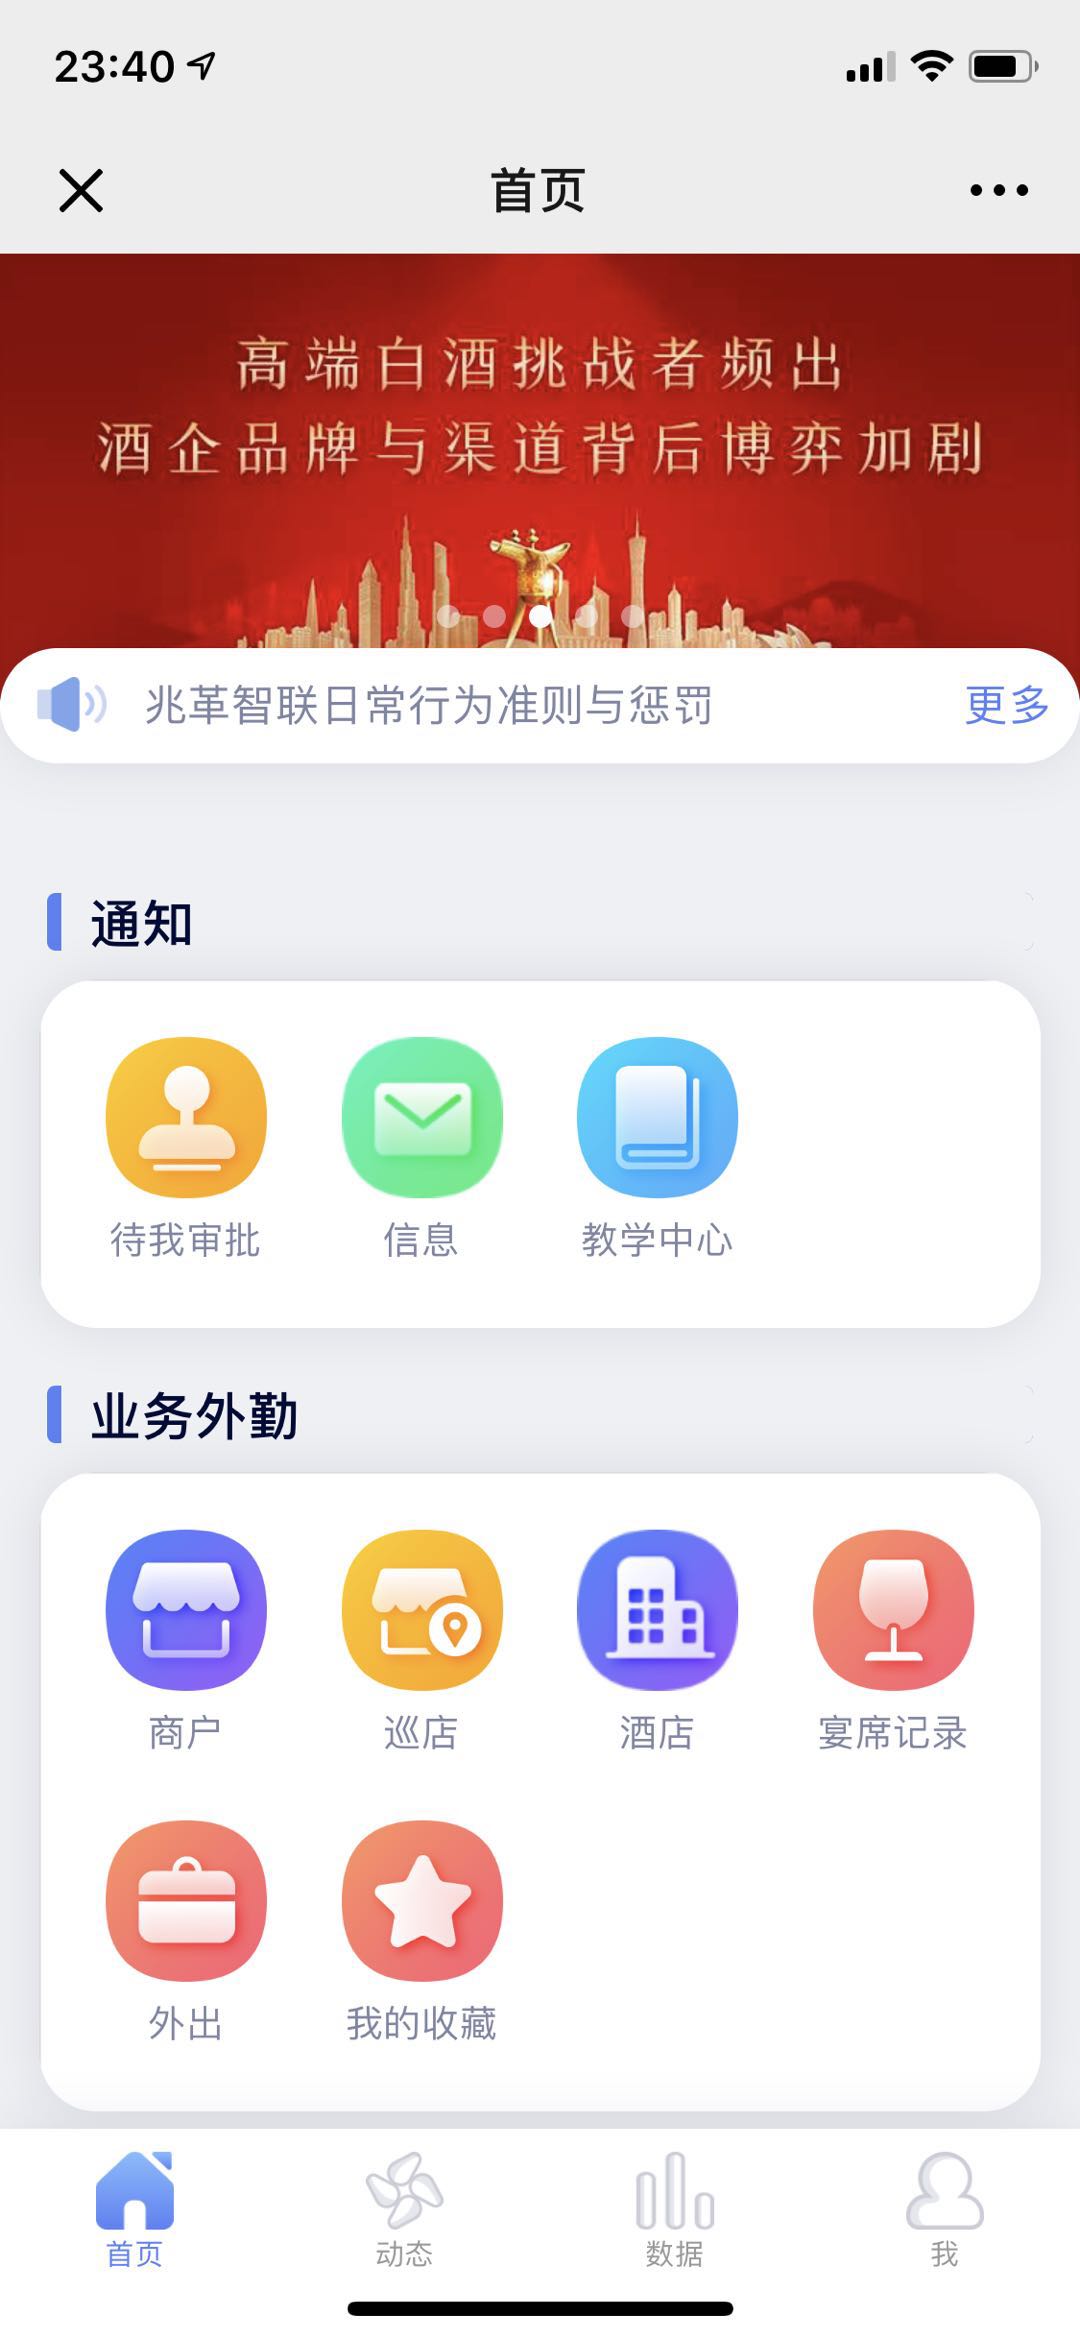 23:40
首页
高端白酒挑战者频出
酒企品牌与渠道背后博弈加剧
兆革智联日常行为准则与惩罚 更多
通知
待我审批 信息 教学中心
业务外勤
商户 巡店 酒店 宴席记录
外出 我的收藏
首页 动态 数据 我